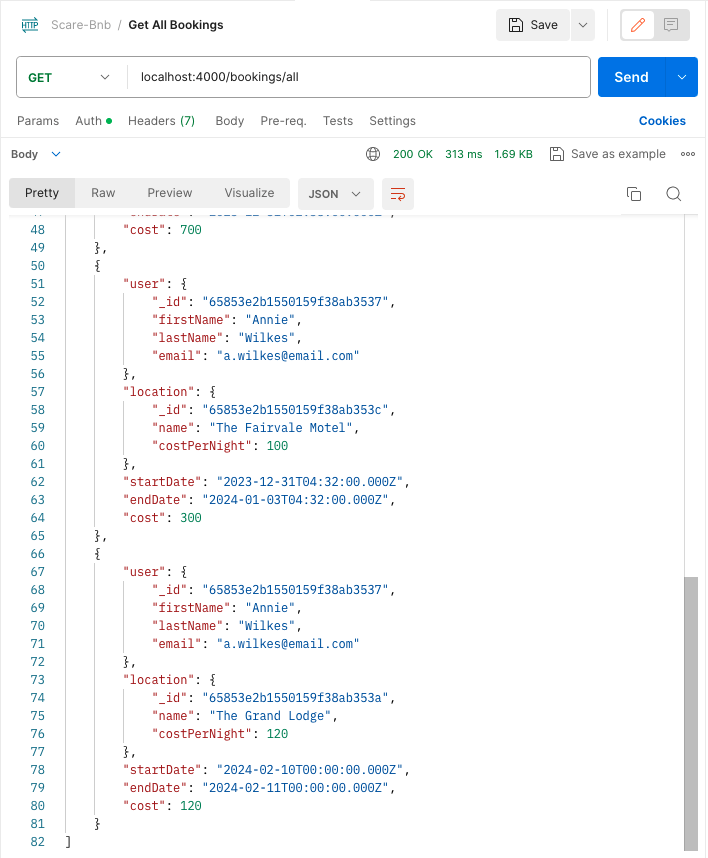 HTTP Scare-Bnb / Get All Bookings Save
GET localhost:4000/bookings/all Send
Params Auth Headers (7) Body Pre-req. Tests Settings Cookies
Body 200 OK 313 ms 1.69 KB Save as example
Pretty Raw Preview Visualize JSON
48 "cost": 700
49 },
50 {
51 "user": {
52 "_id": "65853e2b1550159f38ab3537",
53 "firstName": "Annie",
54 "lastName": "Wilkes",
55 "email": "a.wilkes@email.com"
56 },
57 "location": {
58 "_id": "65853e2b1550159f38ab353c",
59 "name": "The Fairvale Motel",
60 "costPerNight": 100
61 },
62 "startDate": "2023-12-31T04:32:00.000Z",
63 "endDate": "2024-01-03T04:32:00.000Z",
64 "cost": 300
65 },
66 {
67 "user": {
68 "_id": "65853e2b1550159f38ab3537",
69 "firstName": "Annie",
70 "lastName": "Wilkes",
71 "email": "a.wilkes@email.com"
72 },
73 "location": {
74 "_id": "65853e2b1550159f38ab353a",
75 "name": "The Grand Lodge",
76 "costPerNight": 120
77 },
78 "startDate": "2024-02-10T00:00:00.000Z",
79 "endDate": "2024-02-11T00:00:00.000Z",
80 "cost": 120
81 }
82 ]